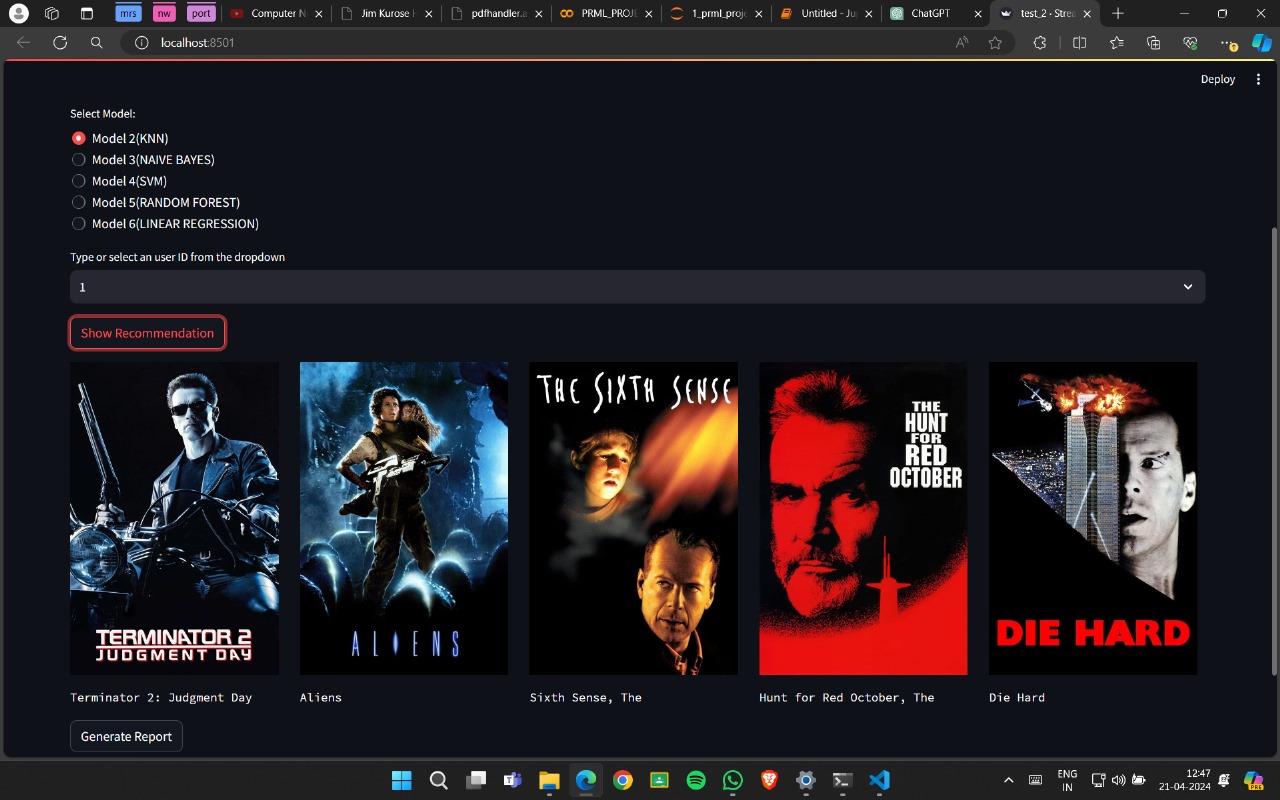 mrs nw port Computer N Jim Kurose H pdfhandler.a PRML_PROJE 1_prml_proje Untitled - Ju ChatGPT test_2 · Strea
localhost:8501
Deploy
Select Model:
Model 2(KNN)
Model 3(NAIVE BAYES)
Model 4(SVM)
Model 5(RANDOM FOREST)
Model 6(LINEAR REGRESSION)
Type or select an user ID from the dropdown
1
Show Recommendation
TERMINATOR 2
JUDGMENT DAY
ALIENS
THE SIXTH SENSE
THE
HUNT
FOR
RED
OCTOBER
DIE HARD
Terminator 2: Judgment Day
Aliens
Sixth Sense, The
Hunt for Red October, The
Die Hard
Generate Report
ENG
IN
12:47
21-04-2024
PRE